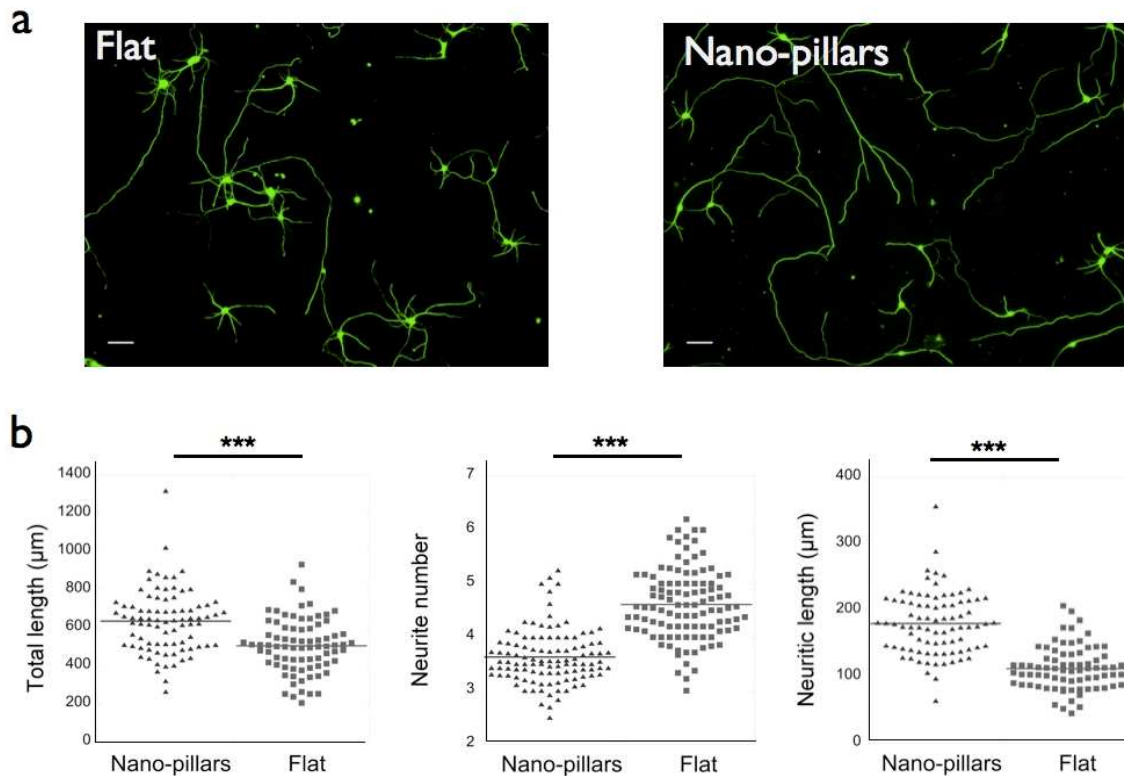 a
Flat
Nano-pillars
b
***
***
***
Total length (µm)
1400
1200
1000
800
600
400
200
0
Nano-pillars
Flat
Neurite number
7
6
5
4
3
2
Nano-pillars
Flat
Neuritic length (µm)
400
300
200
100
0
Nano-pillars
Flat